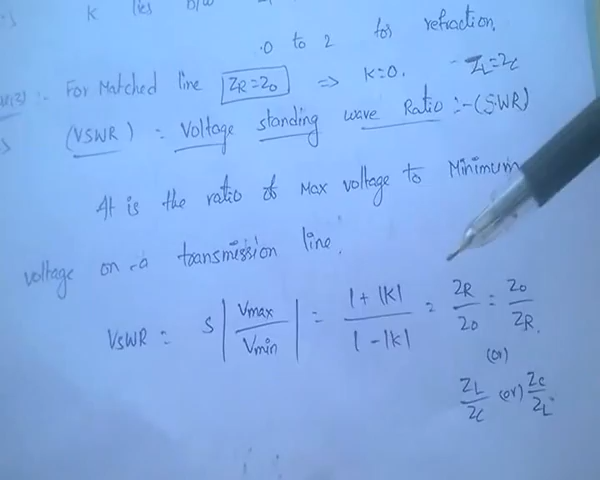 K lies b/w
0 to 2 for refraction.
:- For Matched line ZR=Z0 => K=0. - ZL=Zc
(VSWR) = Voltage standing wave Ratio :- (SWR)
It is the ratio of Max voltage to Minimum
voltage on a transmission line.
VSWR = S |Vmax/Vmin| = 1+|K|/1-|K| = ZR/Z0 = Z0/ZR.
(or)
ZL/Zc (or) Zc/ZL.